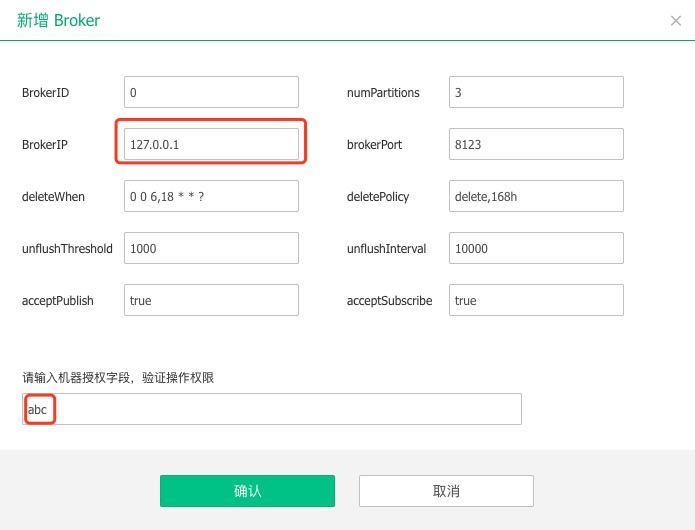 新增 Broker
×
BrokerID 0 numPartitions 3
BrokerIP 127.0.0.1 brokerPort 8123
deleteWhen 0 0 6,18 * * ? deletePolicy delete,168h
unflushThreshold 1000 unflushInterval 10000
acceptPublish true acceptSubscribe true
请输入机器授权字段，验证操作权限
abc
确认 取消